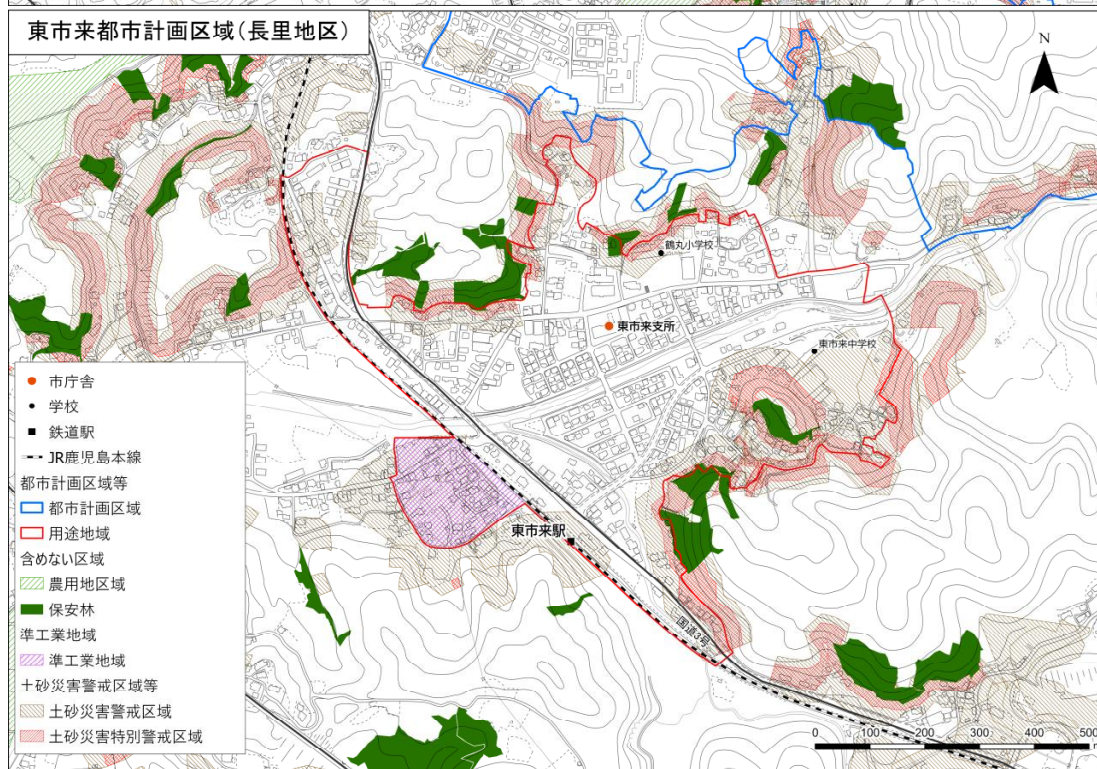 東市来都市計画区域(長里地区)
N
鶴丸小学校
東市来支所
東市来中学校
東市来駅
国道3号
市庁舎
学校
鉄道駅
JR鹿児島本線
都市計画区域等
都市計画区域
用途地域
含めない区域
農用地区域
保安林
準工業地域
準工業地域
土砂災害警戒区域等
土砂災害警戒区域
土砂災害特別警戒区域
0 100 200 300 400 500
m